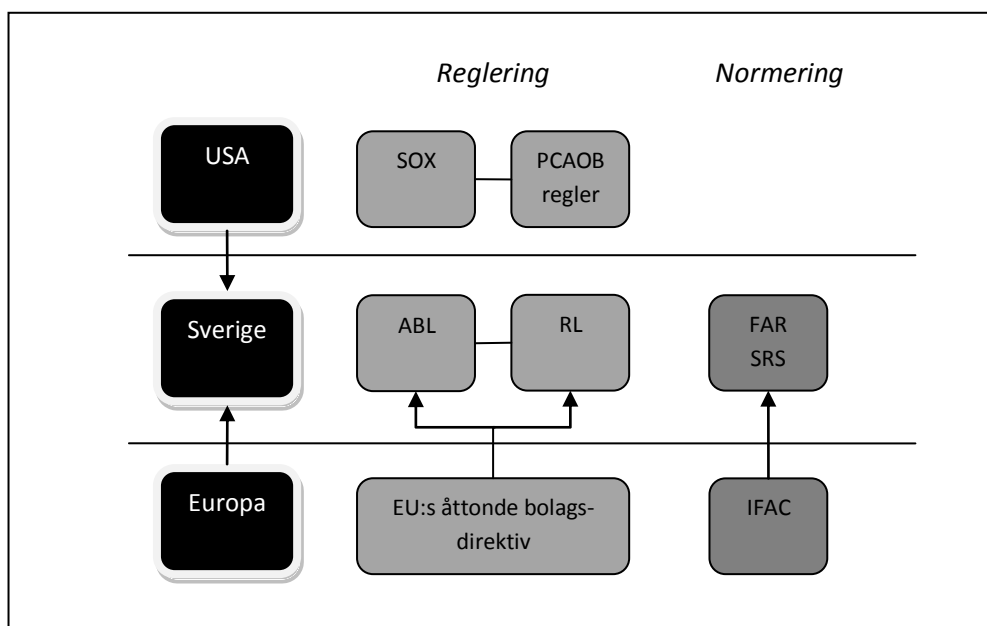 Reglering Normering
USA
SOX
PCAOB
regler
Sverige
ABL
RL
FAR
SRS
Europa
EU:s åttonde bolags-
direktiv
IFAC